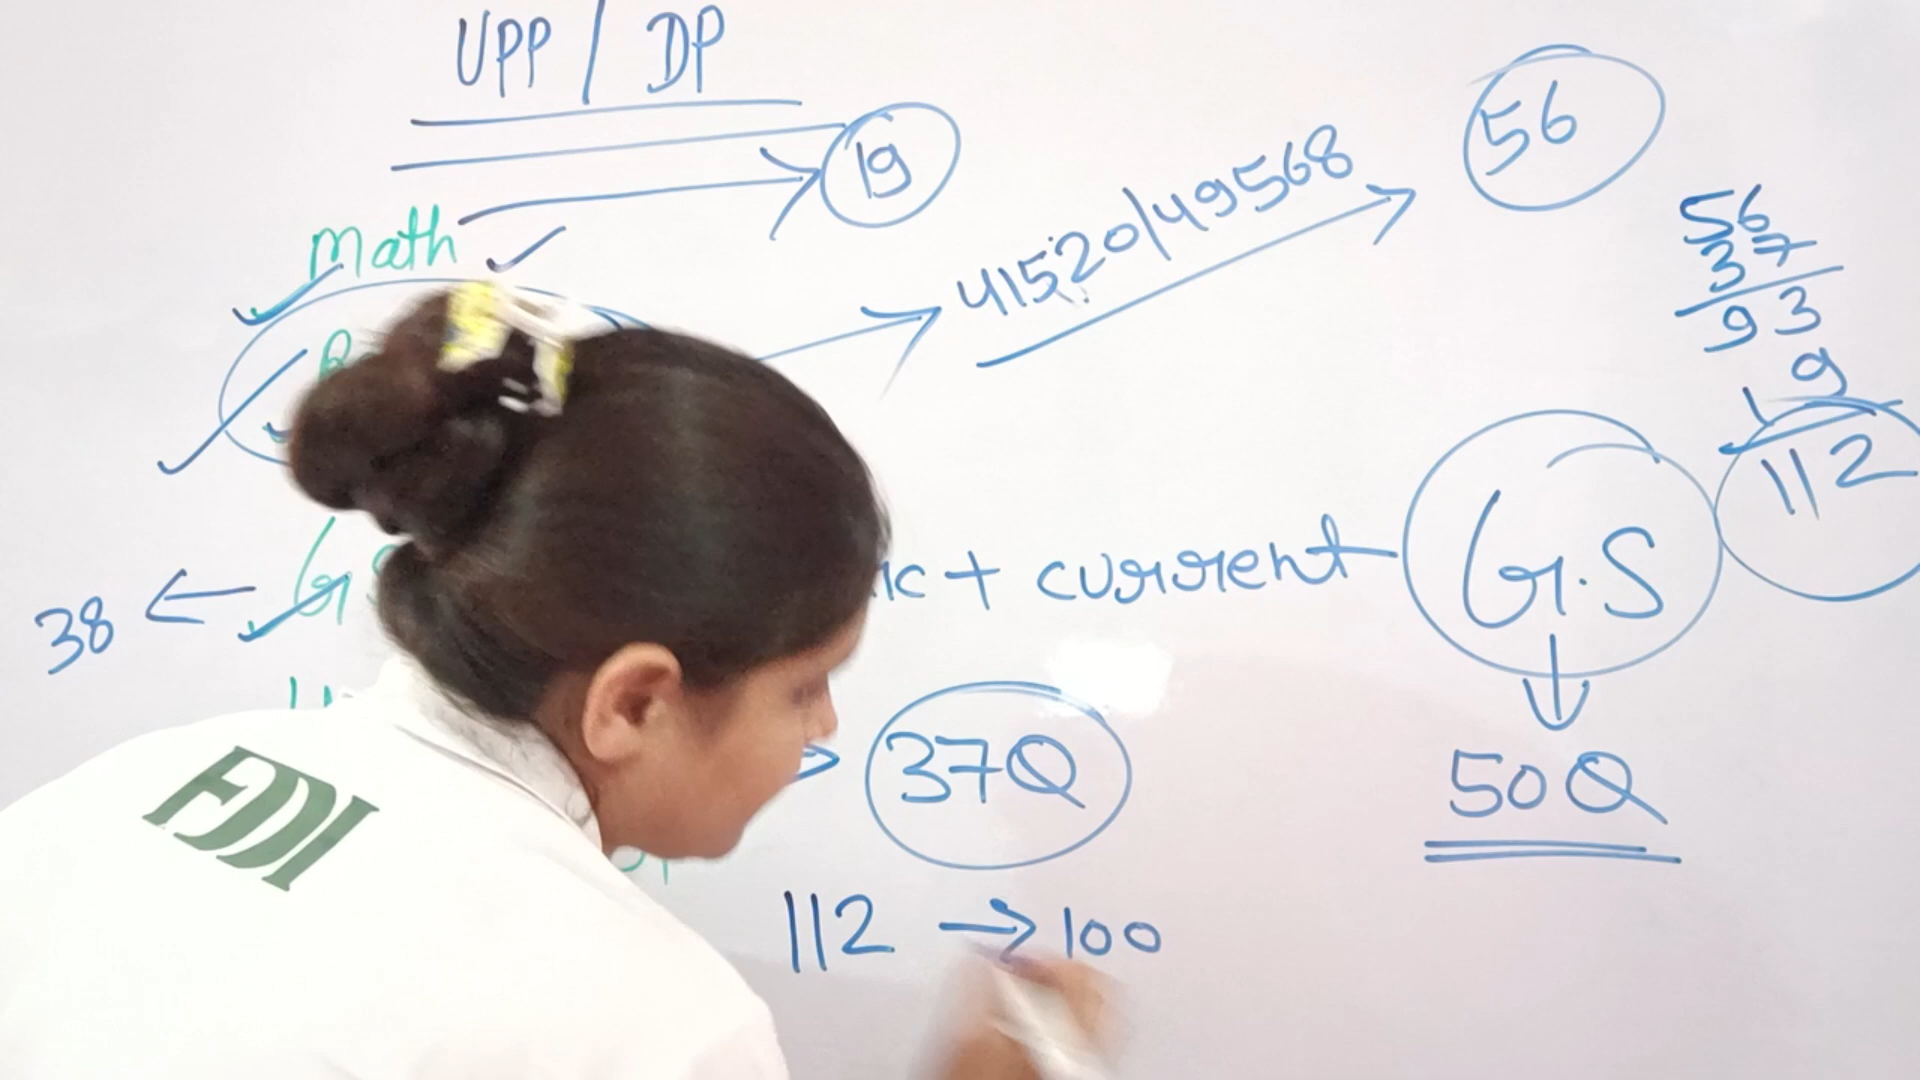 UPP / DP
19
56
Math
41520/49568
56
37
93
19
112
G.S
+ current
38
37Q
50Q
112 → 100
FDI